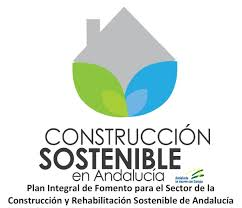 CONSTRUCCIÓN
SOSTENIBLE
en Andalucía
Plan Integral de Fomento para el Sector de la
Construcción y Rehabilitación Sostenible de Andalucía